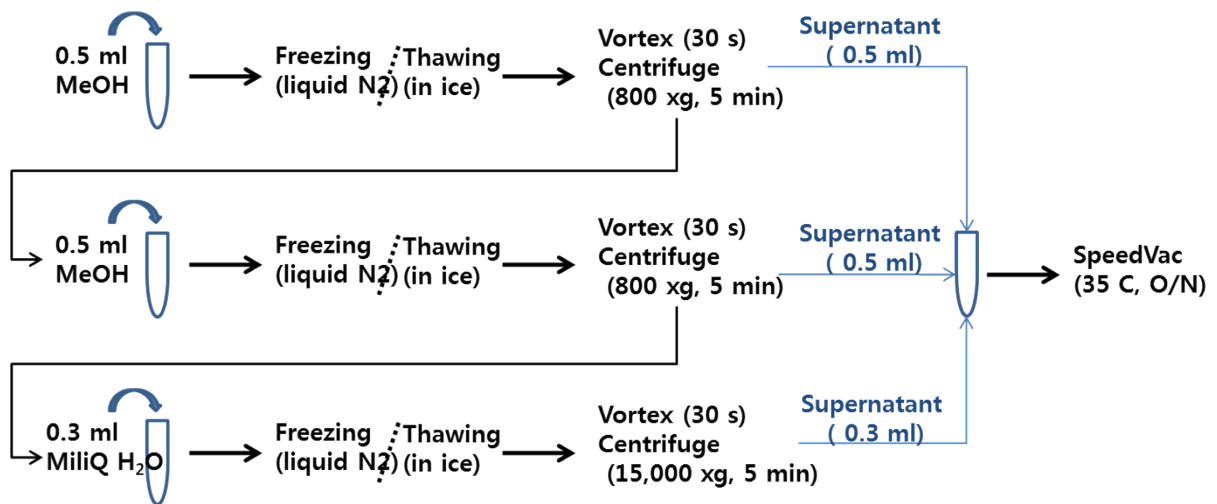 0.5 ml
MeOH
Freezing
(liquid N2)
Thawing
(in ice)
Vortex (30 s)
Centrifuge
(800 xg, 5 min)
Supernatant
( 0.5 ml)
0.5 ml
MeOH
Freezing
(liquid N2)
Thawing
(in ice)
Vortex (30 s)
Centrifuge
(800 xg, 5 min)
Supernatant
( 0.5 ml)
SpeedVac
(35 C, O/N)
0.3 ml
MiliQ H₂O
Freezing
(liquid N2)
Thawing
(in ice)
Vortex (30 s)
Centrifuge
(15,000 xg, 5 min)
Supernatant
( 0.3 ml)